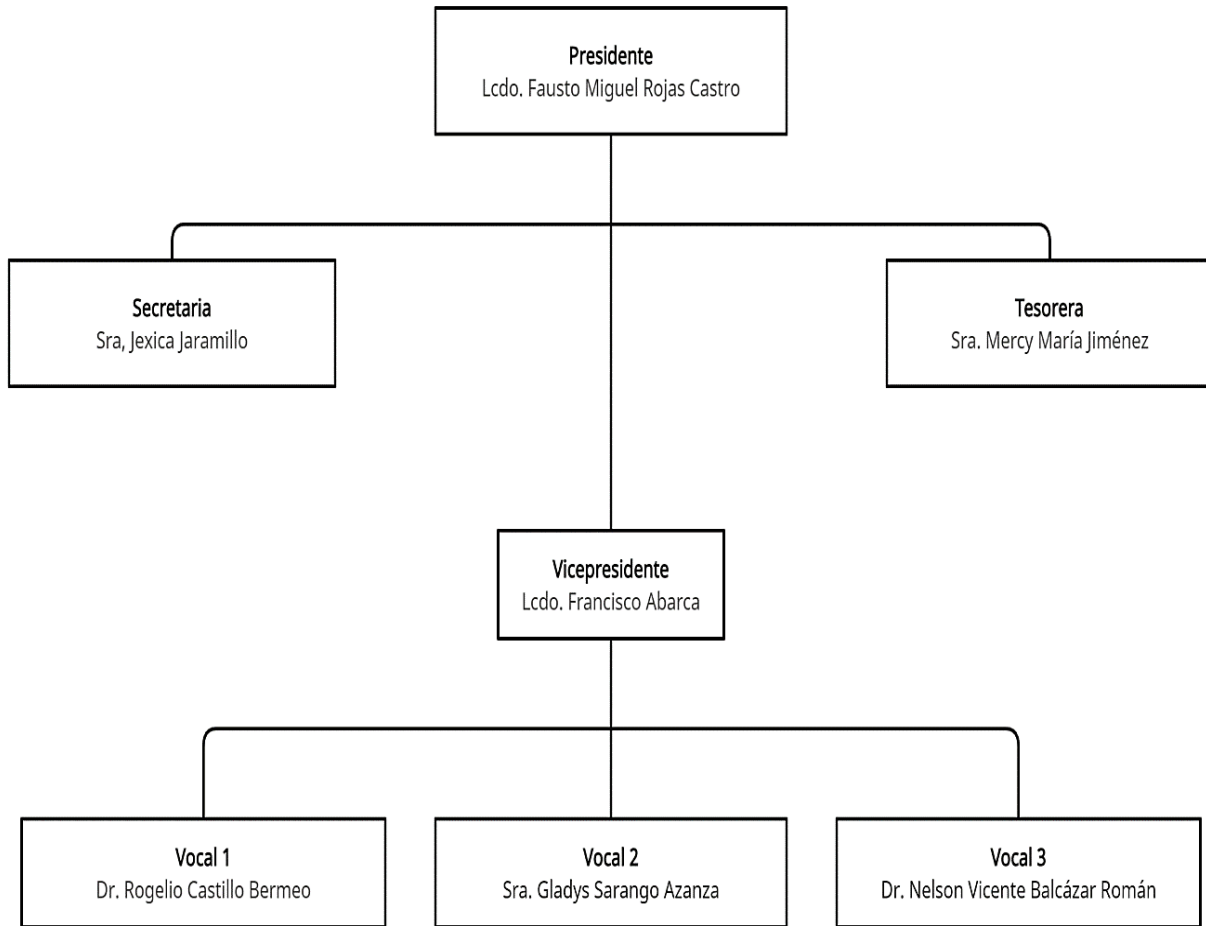 Presidente
Lcdo. Fausto Miguel Rojas Castro
Secretaria
Sra, Jexica Jaramillo
Tesorera
Sra. Mercy María Jiménez
Vicepresidente
Lcdo. Francisco Abarca
Vocal 1
Dr. Rogelio Castillo Bermeo
Vocal 2
Sra. Gladys Sarango Azanza
Vocal 3
Dr. Nelson Vicente Balcázar Román